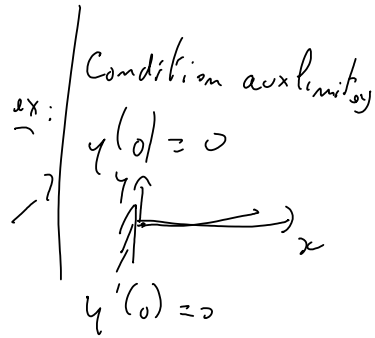 Condition aux limites
ex:
y(0) = 0
y
x
y'(0) = 0